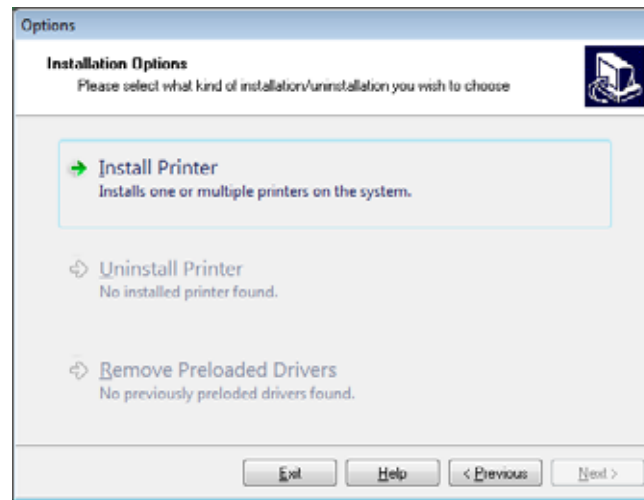 Options
Installation Options
Please select what kind of installation/uninstallation you wish to choose
Install Printer
Installs one or multiple printers on the system.
Uninstall Printer
No installed printer found.
Remove Preloaded Drivers
No previously preloded drivers found.
Exit Help < Previous Next >